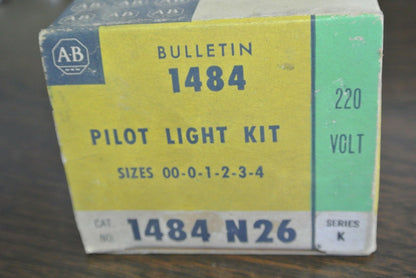 A-B
BULLETIN
1484
PILOT LIGHT KIT
SIZES 00-0-1-2-3-4
220
VOLT
CAT.
NO.
1484 N26
SERIES
K